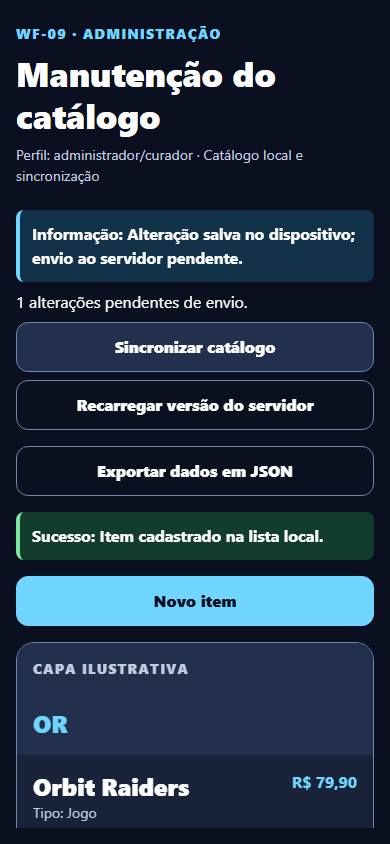 WF-09 · ADMINISTRAÇÃO
Manutenção do
catálogo
Perfil: administrador/curador · Catálogo local e
sincronização
Informação: Alteração salva no dispositivo;
envio ao servidor pendente.
1 alterações pendentes de envio.
Sincronizar catálogo
Recarregar versão do servidor
Exportar dados em JSON
Sucesso: Item cadastrado na lista local.
Novo item
CAPA ILUSTRATIVA
OR
Orbit Raiders R$ 79,90
Tipo: Jogo